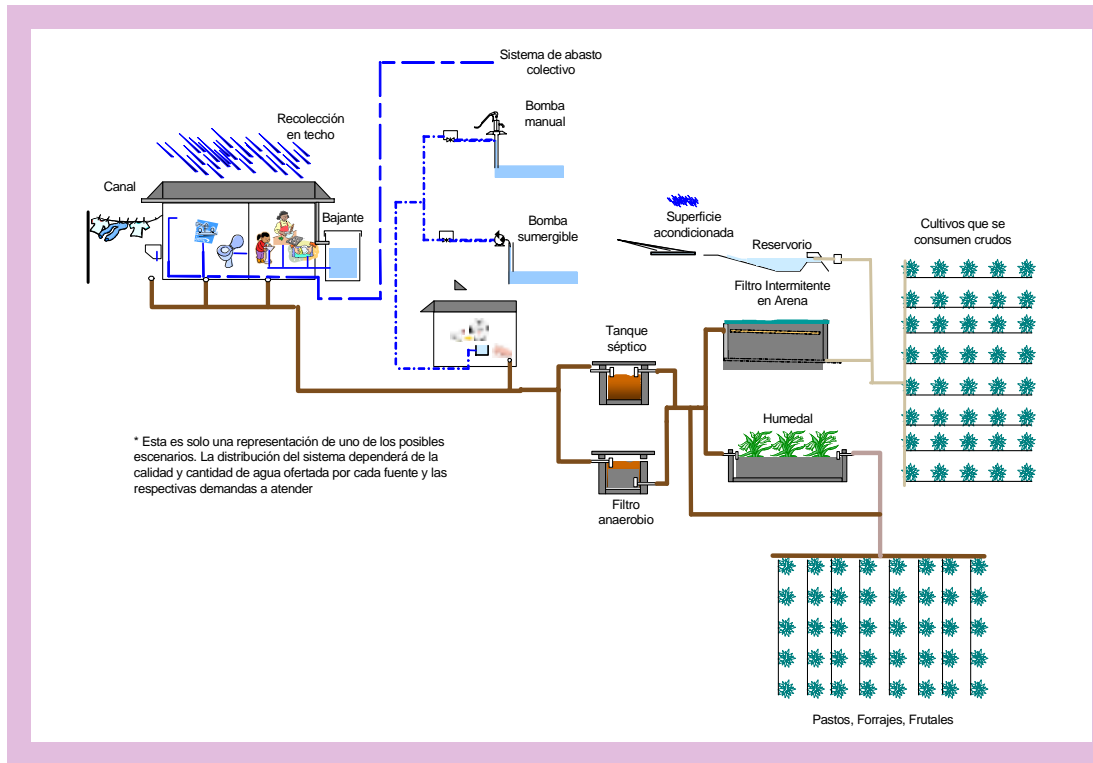 Sistema de abasto
colectivo
Bomba
manual
Recolección
en techo
Canal
Bajante
Bomba
sumergible
Superficie
acondicionada
Reservorio
Cultivos que se
consumen crudos
Filtro Intermitente
en Arena
Tanque
séptico
Humedal
* Esta es solo una representación de uno de los posibles
escenarios. La distribución del sistema dependerá de la
calidad y cantidad de agua ofertada por cada fuente y las
respectivas demandas a atender
Filtro
anaerobio
Pastos, Forrajes, Frutales